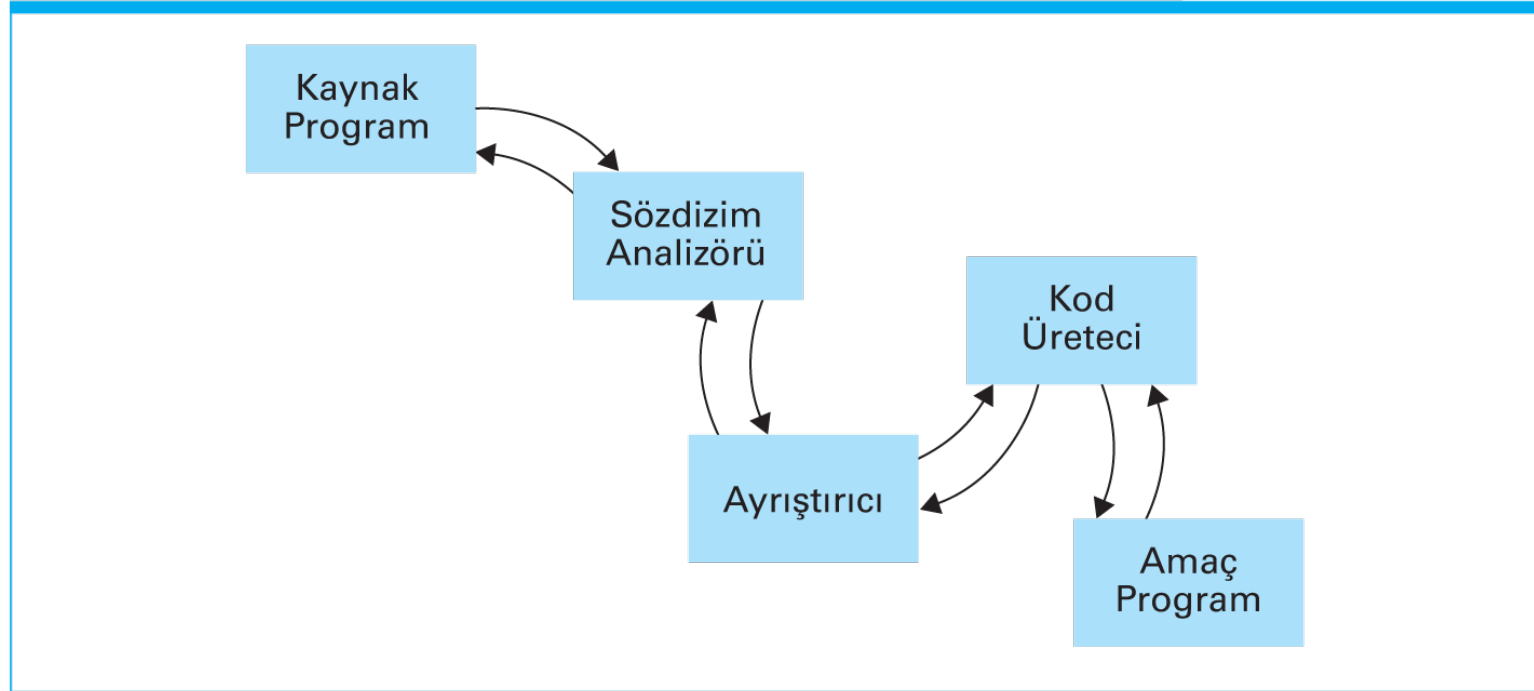 Kaynak
Program
Sözdizim
Analizörü
Kod
Üreteci
Ayrıştırıcı
Amaç
Program